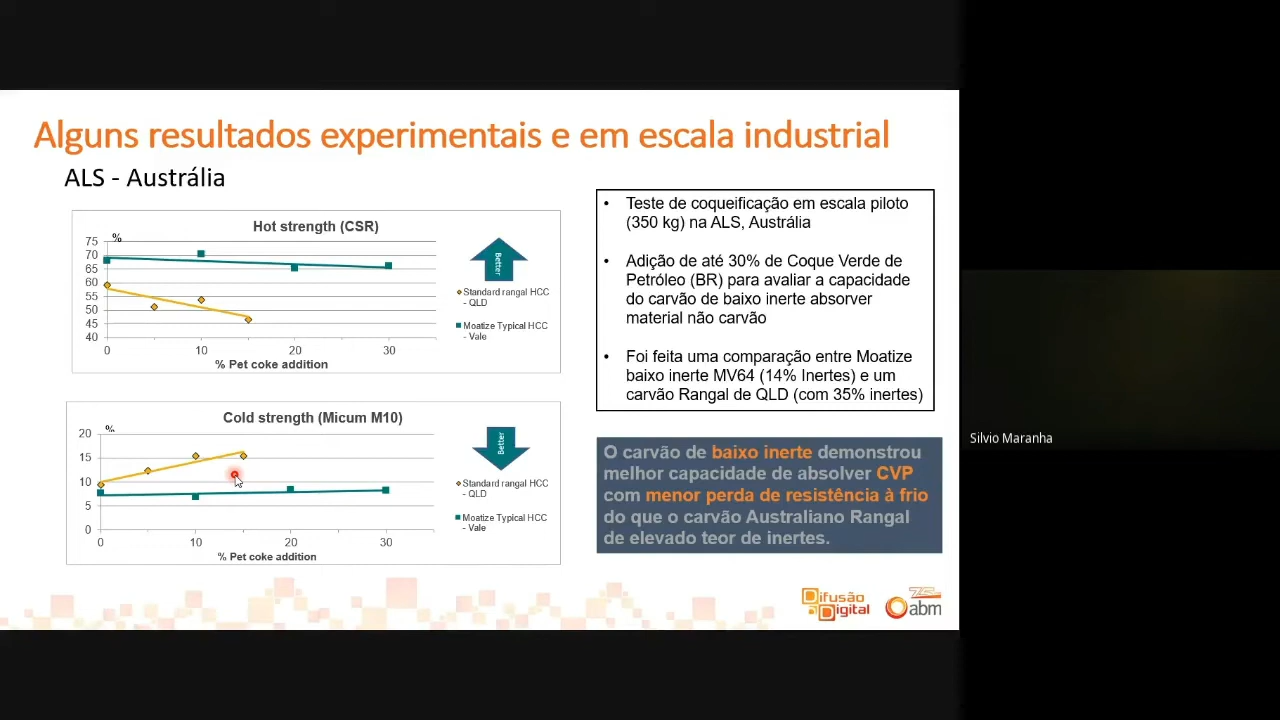 Alguns resultados experimentais e em escala industrial
ALS - Austrália
Hot strength (CSR)
%
75
70
65
60
55
50
45
40
0
10
20
30
% Pet coke addition
Better
Standard rangal HCC
- QLD
Moatize Typical HCC
- Vale
Cold strength (Micum M10)
%
20
15
10
5
0
0
10
20
30
% Pet coke addition
Better
Standard rangal HCC
- QLD
Moatize Typical HCC
- Vale
• Teste de coqueificação em escala piloto
(350 kg) na ALS, Austrália
• Adição de até 30% de Coque Verde de
Petróleo (BR) para avaliar a capacidade
do carvão de baixo inerte absorver
material não carvão
• Foi feita uma comparação entre Moatize
baixo inerte MV64 (14% Inertes) e um
carvão Rangal de QLD (com 35% inertes)
O carvão de baixo inerte demonstrou
melhor capacidade de absolver CVP
com menor perda de resistência à frio
do que o carvão Australiano Rangal
de elevado teor de inertes.
Difusão
Digital
abm
Silvio Maranha